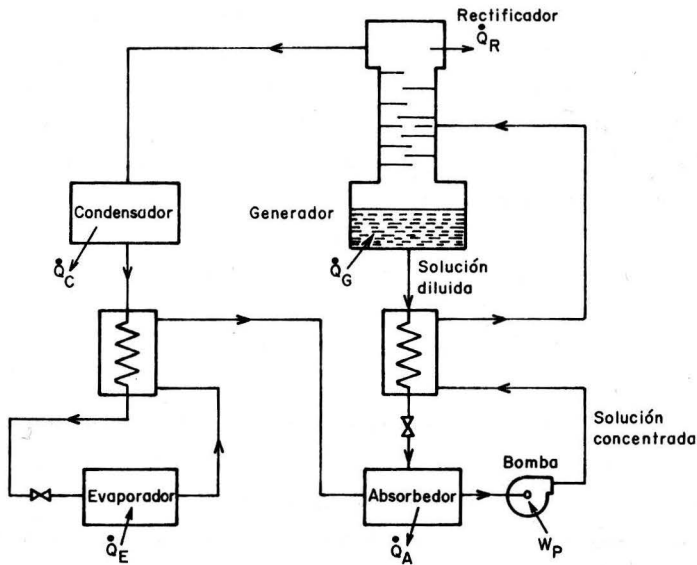 Rectificador
Q̇R
Condensador
Generador
Q̇C
Q̇G
Solución
diluida
Solución
concentrada
Bomba
Evaporador
Absorbedor
Q̇E
Q̇A
WP